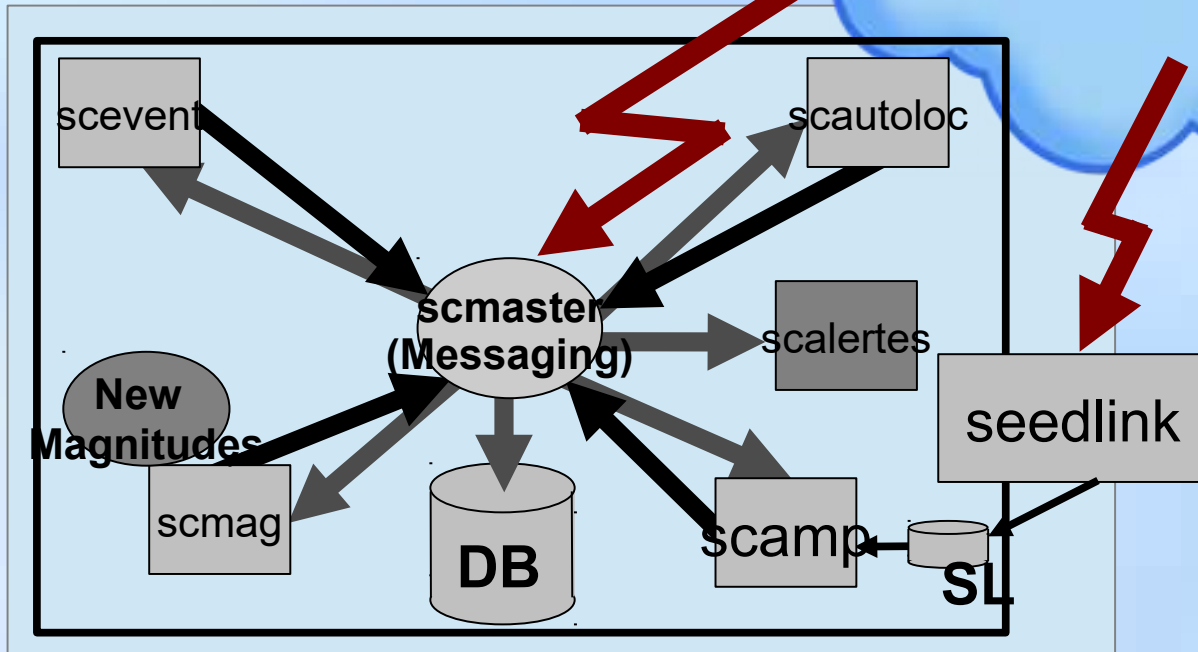 scevent
scautoloc
scmaster
(Messaging)
scalertes
New
Magnitudes
seedlink
scmag
DB
scamp
SL